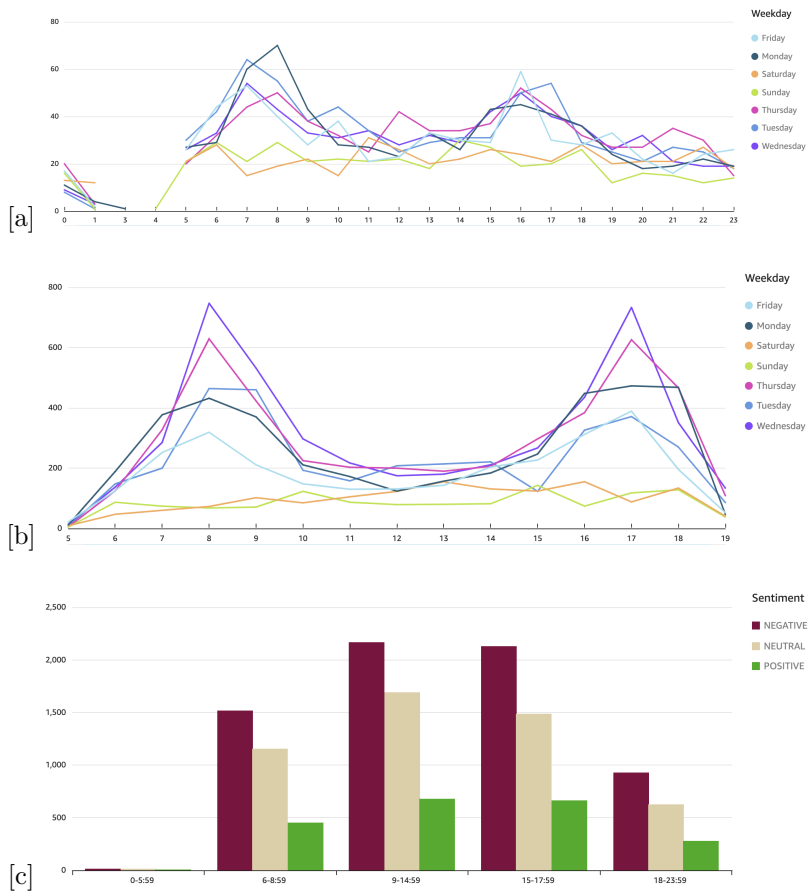 Weekday
80
Friday
Monday
60
Saturday
Sunday
40
Thursday
Tuesday
Wednesday
20
0
0 1 3 4 5 6 7 8 9 10 11 12 13 14 15 16 17 18 19 20 21 22 23
[a]
Weekday
800
Friday
Monday
600
Saturday
Sunday
Thursday
400
Tuesday
Wednesday
200
0
5 6 7 8 9 10 11 12 13 14 15 16 17 18 19
[b]
Sentiment
2,500
NEGATIVE
NEUTRAL
2,000
POSITIVE
1,500
1,000
500
0
0-5:59 6-8:59 9-14:59 15-17:59 18-23:59
[c]